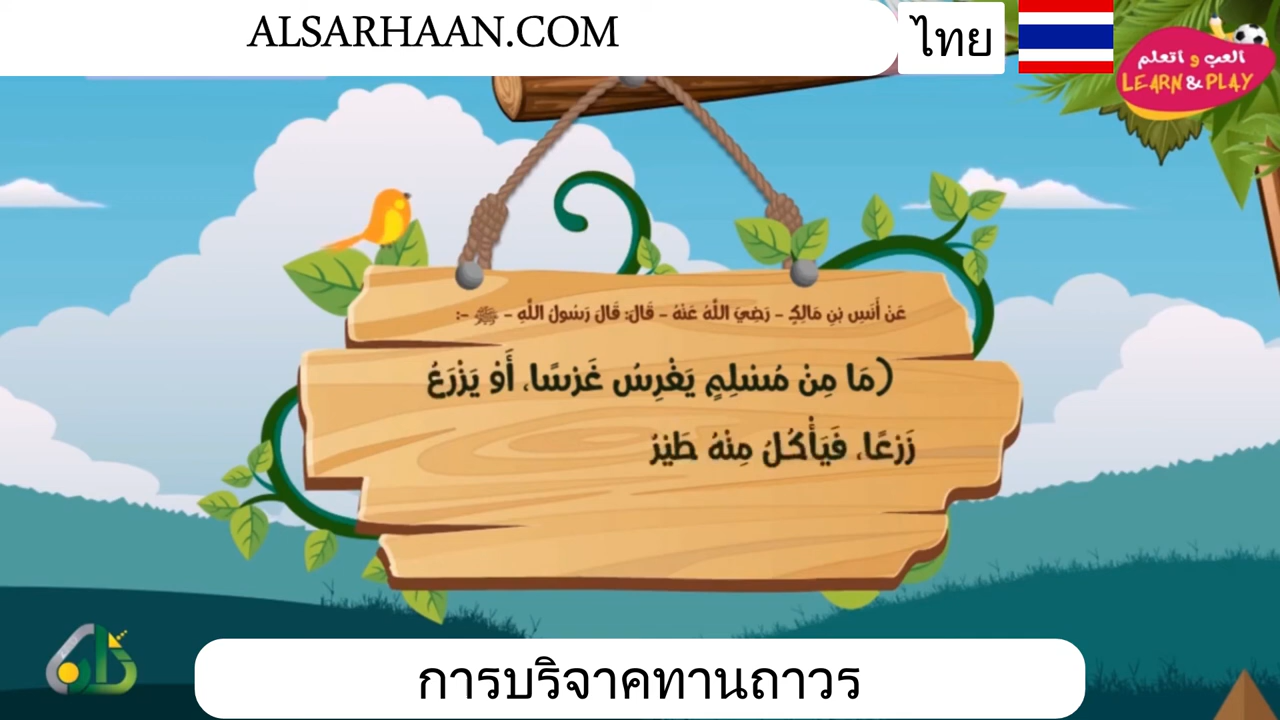 ALSARHAAN.COM
ไทย
العب و اتعلم
LEARN & PLAY
عَنْ أَنَسِ بْنِ مَالِكٍ – رَضِيَ اللَّهُ عَنْهُ – قَالَ: قَالَ رَسُولُ اللَّهِ – ﷺ –:
(مَا مِنْ مُسْلِمٍ يَغْرِسُ غَرْسًا، أَوْ يَزْرَعُ
زَرْعًا، فَيَأْكُلُ مِنْهُ طَيْرٌ
การบริจาคทานถาวร